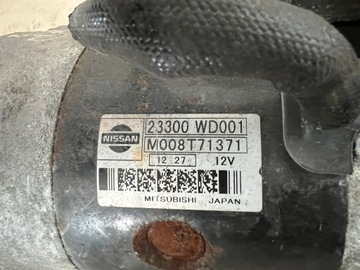 23300 WD001
NISSAN
M008T71371
12 27 12V
MITSUBISHI JAPAN